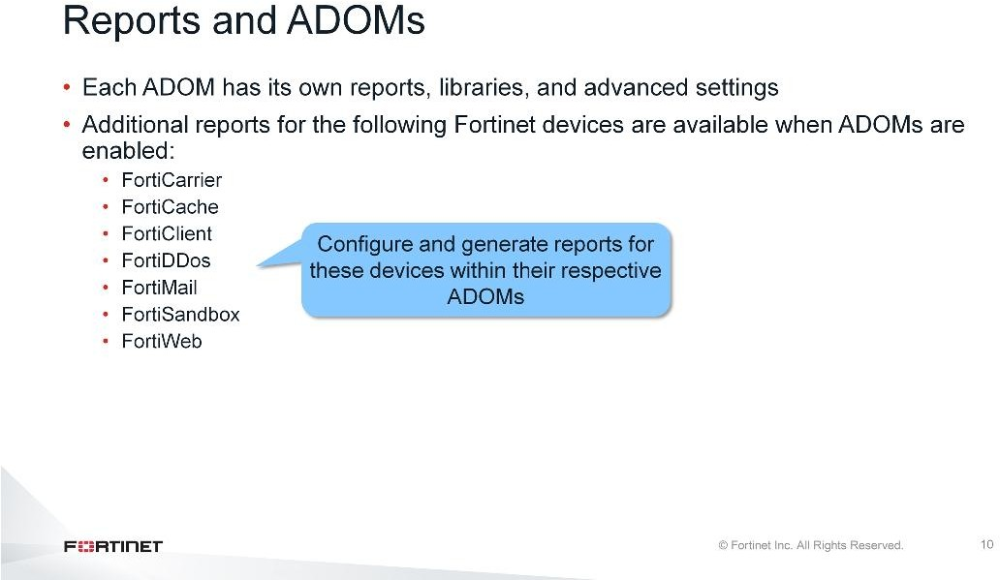 Reports and ADOMs
• Each ADOM has its own reports, libraries, and advanced settings
• Additional reports for the following Fortinet devices are available when ADOMs are
enabled:
• FortiCarrier
• FortiCache
• FortiClient
• FortiDDos
• FortiMail
• FortiSandbox
• FortiWeb
Configure and generate reports for
these devices within their respective
ADOMs
FORTINET
© Fortinet Inc. All Rights Reserved.
10